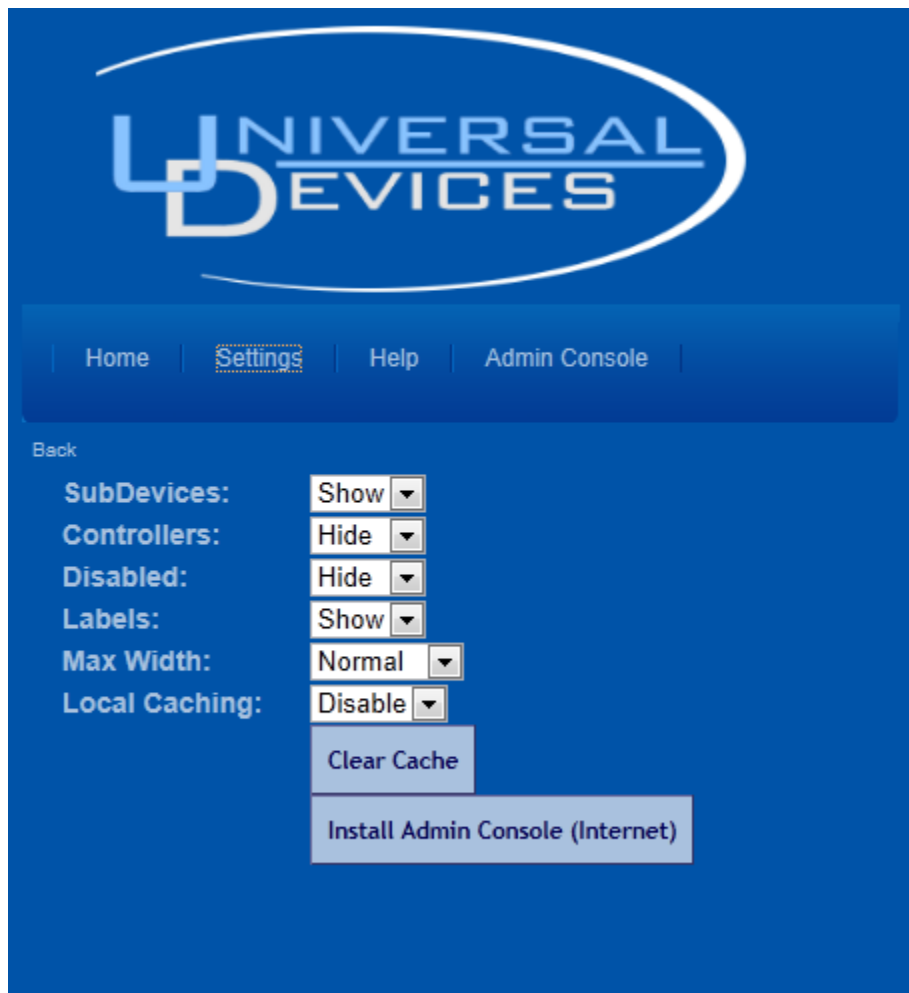 UNIVERSAL
DEVICES
Home Settings Help Admin Console
Back
SubDevices: Show
Controllers: Hide
Disabled: Hide
Labels: Show
Max Width: Normal
Local Caching: Disable
Clear Cache
Install Admin Console (Internet)